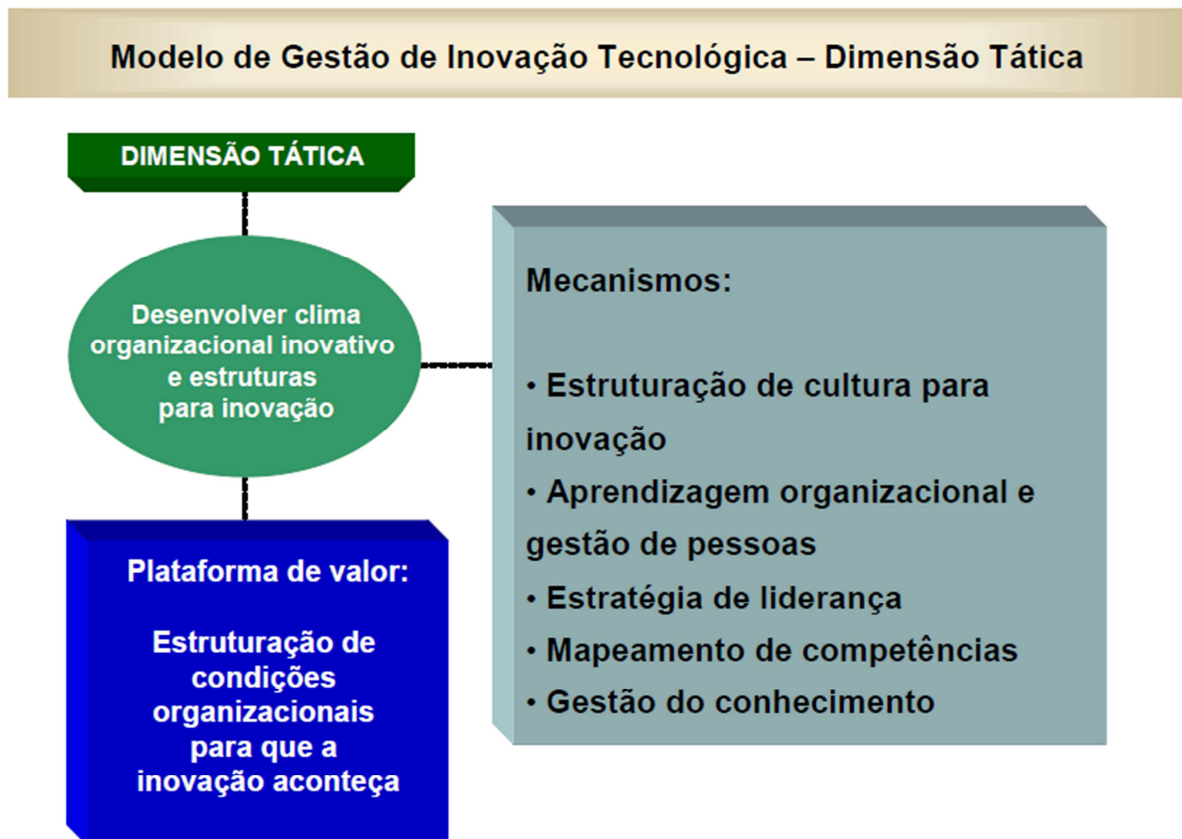 Modelo de Gestão de Inovação Tecnológica – Dimensão Tática
DIMENSÃO TÁTICA
Desenvolver clima
organizacional inovativo
e estruturas
para inovação
Plataforma de valor:
Estruturação de
condições
organizacionais
para que a
inovação aconteça
Mecanismos:
• Estruturação de cultura para
inovação
• Aprendizagem organizacional e
gestão de pessoas
• Estratégia de liderança
• Mapeamento de competências
• Gestão do conhecimento